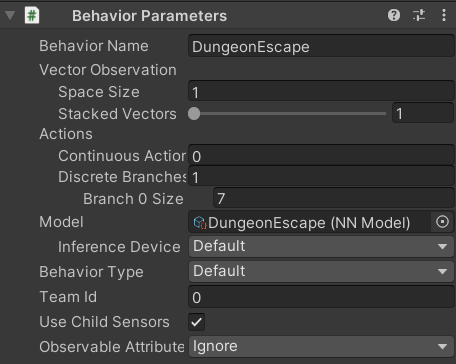 # Behavior Parameters
Behavior Name DungeonEscape
Vector Observation
Space Size 1
Stacked Vectors 1
Actions
Continuous Action 0
Discrete Branches 1
Branch 0 Size 7
Model DungeonEscape (NN Model)
Inference Device Default
Behavior Type Default
Team Id 0
Use Child Sensors
Observable Attribute Ignore